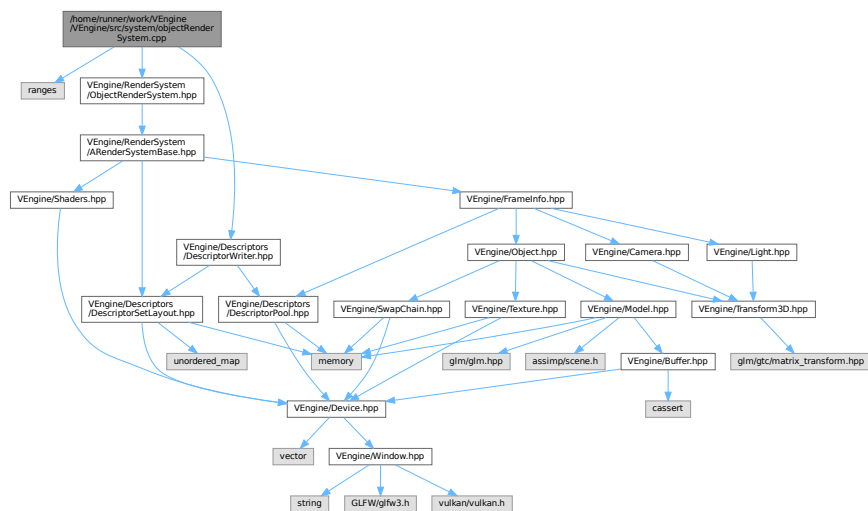 /home/runner/work/VEngine
/VEngine/src/system/objectRender
System.cpp
ranges
VEngine/RenderSystem
/ObjectRenderSystem.hpp
VEngine/RenderSystem
/ARenderSystemBase.hpp
VEngine/Shaders.hpp
VEngine/FrameInfo.hpp
VEngine/Descriptors
/DescriptorWriter.hpp
VEngine/Object.hpp
VEngine/Camera.hpp
VEngine/Light.hpp
VEngine/Descriptors
/DescriptorSetLayout.hpp
VEngine/Descriptors
/DescriptorPool.hpp
VEngine/SwapChain.hpp
VEngine/Texture.hpp
VEngine/Model.hpp
VEngine/Transform3D.hpp
unordered_map
memory
glm/glm.hpp
assimp/scene.h
VEngine/Buffer.hpp
glm/gtc/matrix_transform.hpp
VEngine/Device.hpp
cassert
vector
VEngine/Window.hpp
string
GLFW/glfw3.h
vulkan/vulkan.h